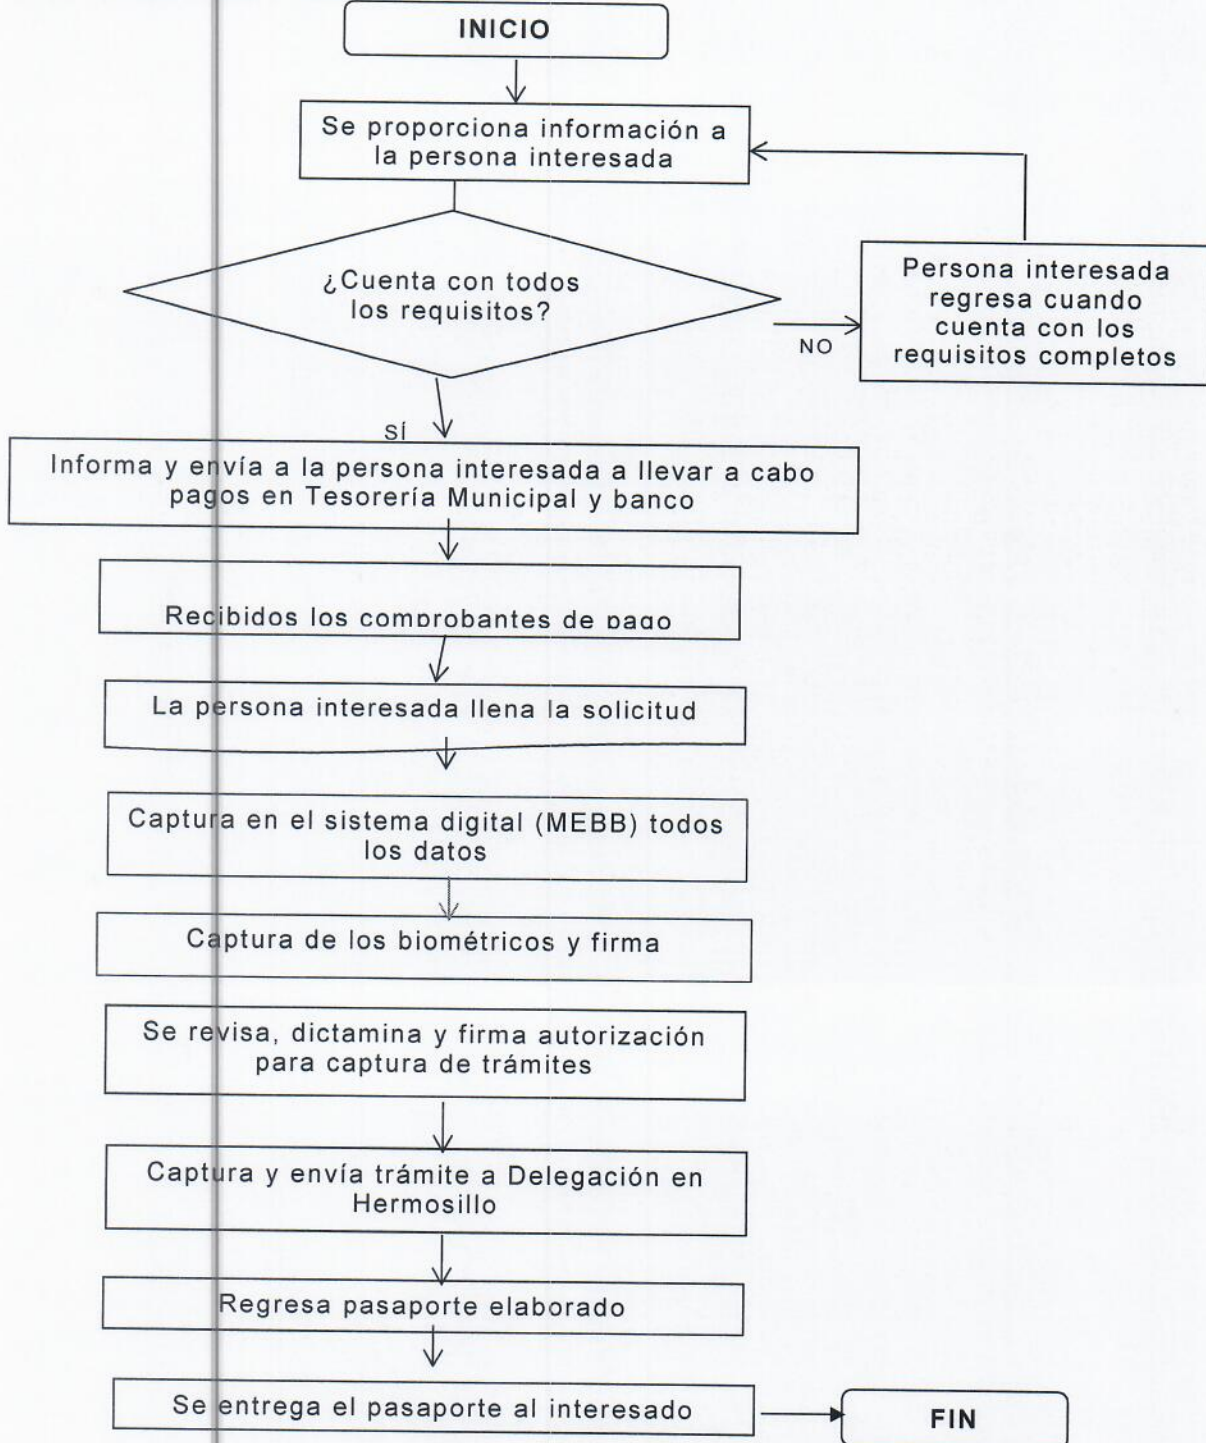 INICIO
Se proporciona información a
la persona interesada
¿Cuenta con todos
los requisitos?
NO
Persona interesada
regresa cuando
cuenta con los
requisitos completos
SÍ
Informa y envía a la persona interesada a llevar a cabo
pagos en Tesorería Municipal y banco
Recibidos los comprobantes de pago
La persona interesada llena la solicitud
Captura en el sistema digital (MEBB) todos
los datos
Captura de los biométricos y firma
Se revisa, dictamina y firma autorización
para captura de trámites
Captura y envía trámite a Delegación en
Hermosillo
Regresa pasaporte elaborado
Se entrega el pasaporte al interesado
FIN